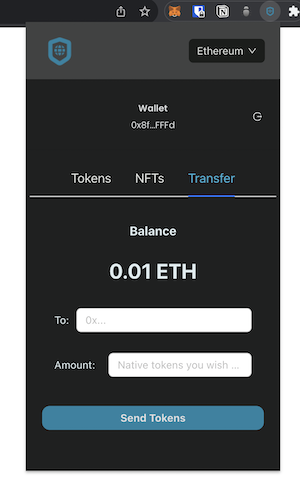 Ethereum
Wallet
0x8f...FFFd
Tokens NFTs Transfer
Balance
0.01 ETH
To: 0x...
Amount: Native tokens you wish ...
Send Tokens